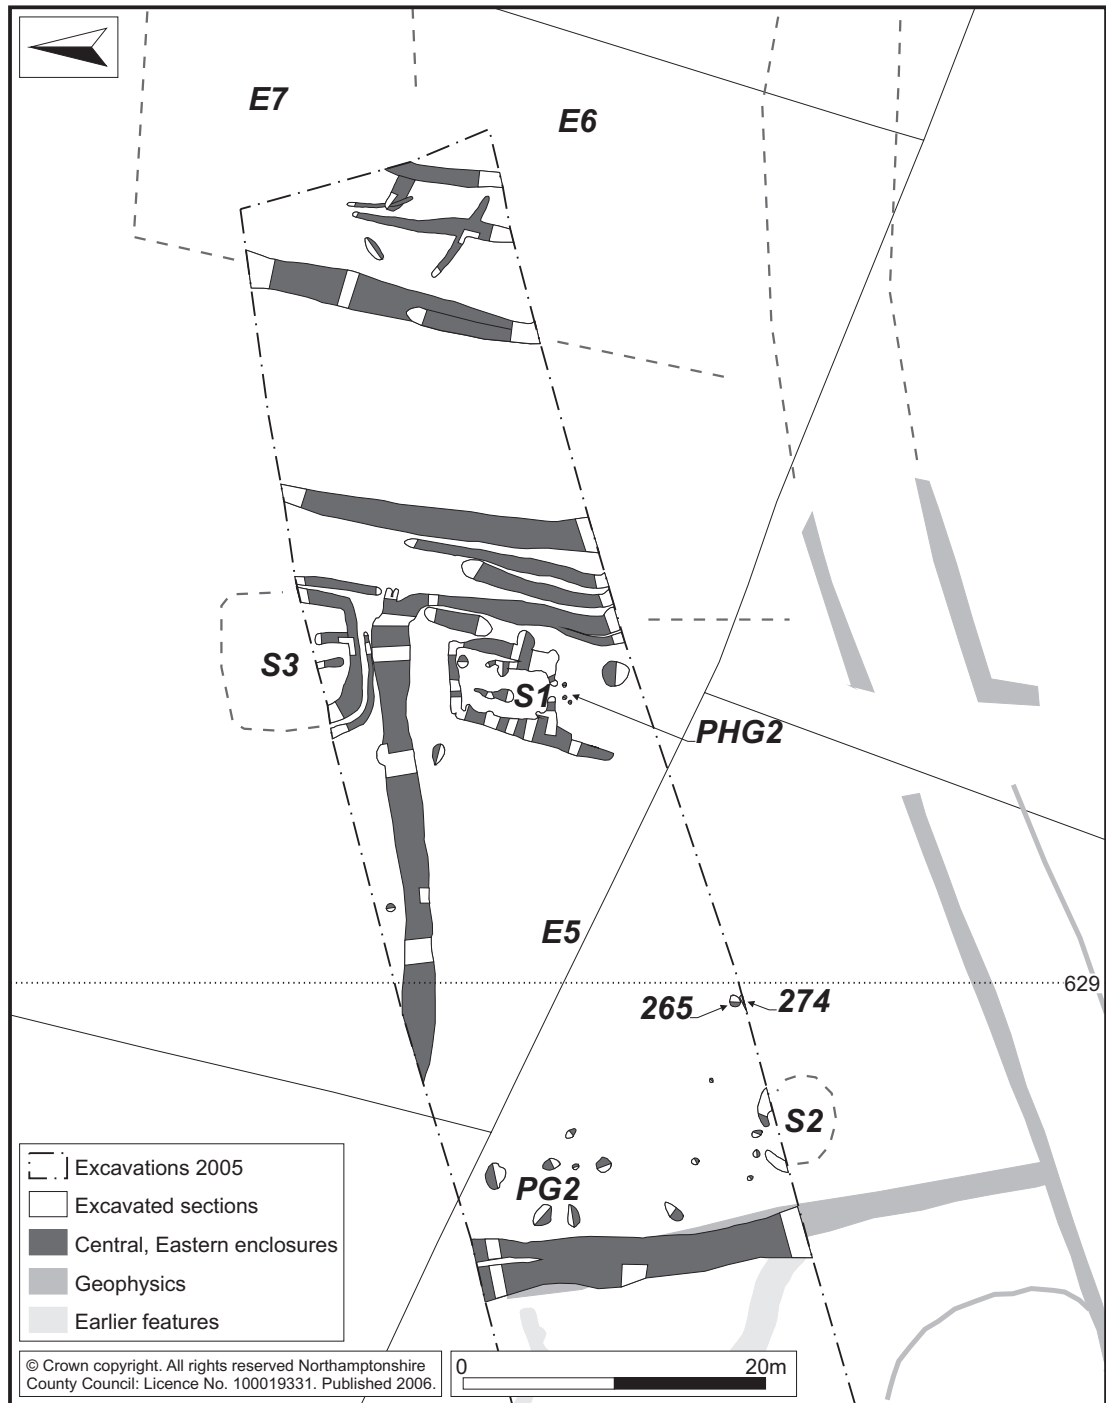 E7
E6
S3
S1
PHG2
E5
629
265
274
S2
PG2
Excavations 2005
Excavated sections
Central, Eastern enclosures
Geophysics
Earlier features
© Crown copyright. All rights reserved Northamptonshire
County Council: Licence No. 100019331. Published 2006.
0
20m